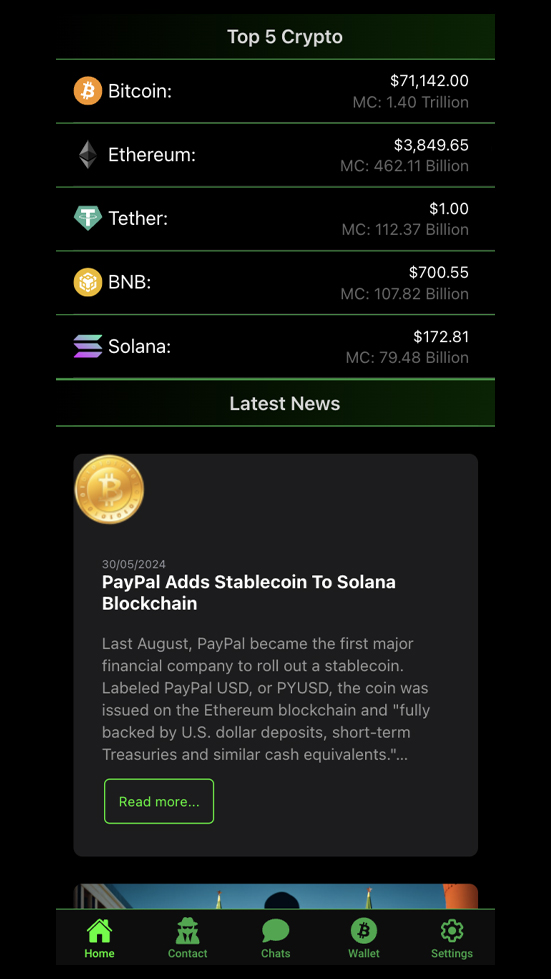 Top 5 Crypto
Bitcoin:
$71,142.00
MC: 1.40 Trillion
Ethereum:
$3,849.65
MC: 462.11 Billion
Tether:
$1.00
MC: 112.37 Billion
BNB:
$700.55
MC: 107.82 Billion
Solana:
$172.81
MC: 79.48 Billion
Latest News
30/05/2024
PayPal Adds Stablecoin To Solana
Blockchain
Last August, PayPal became the first major
financial company to roll out a stablecoin.
Labeled PayPal USD, or PYUSD, the coin was
issued on the Ethereum blockchain and "fully
backed by U.S. dollar deposits, short-term
Treasuries and similar cash equivalents."...
Read more...
Home
Contact
Chats
Wallet
Settings